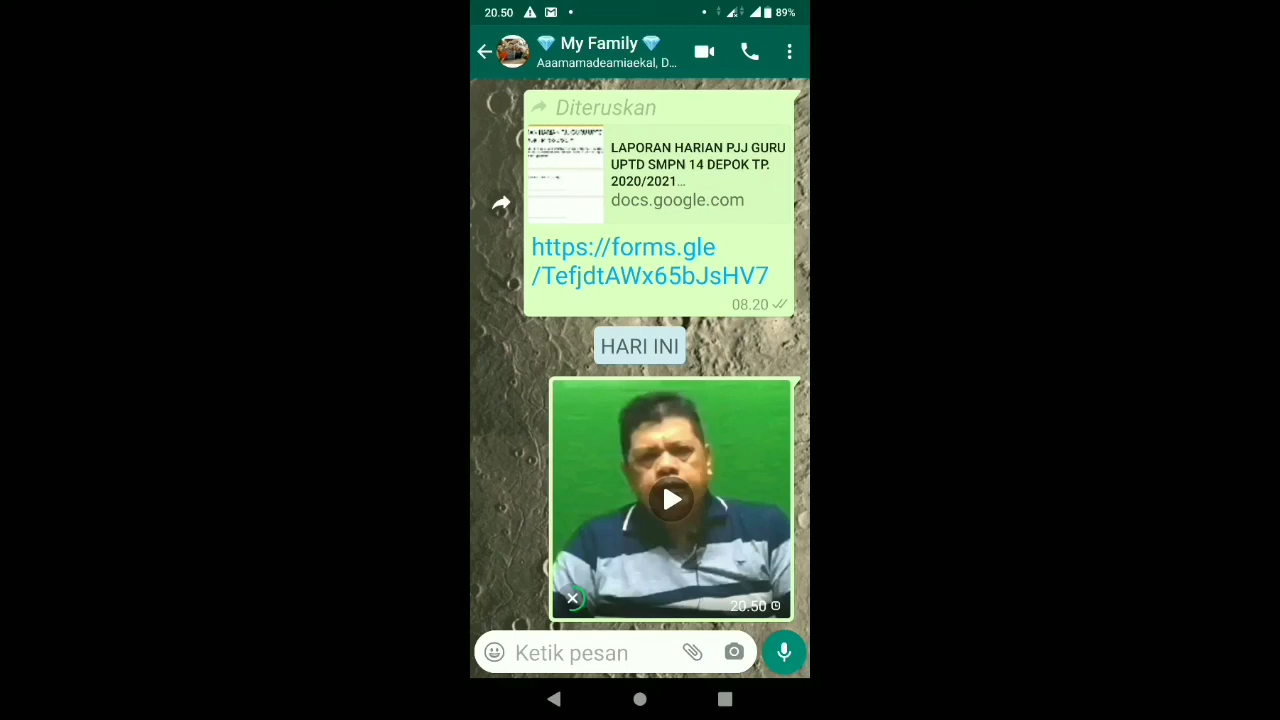 20.50
89%
💎 My Family 💎
Aaamamadeamiaekal, D...
Diteruskan
LAPORAN HARIAN PJJ GURU
UPTD SMPN 14 DEPOK TP.
2020/2021...
docs.google.com
https://forms.gle
/TefjdtAWx65bJsHV7
08.20
HARI INI
20.50
Ketik pesan